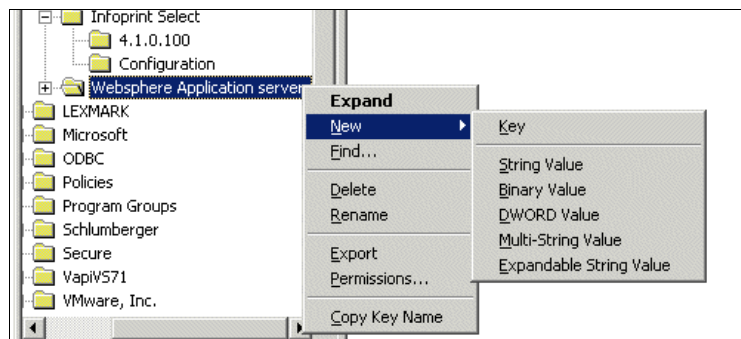 Infoprint Select
4.1.0.100
Configuration
Websphere Application server
LEXMARK
Microsoft
ODBC
Policies
Program Groups
Schlumberger
Secure
VapiVS71
VMware, Inc.
Expand
New
Find...
Delete
Rename
Export
Permissions...
Copy Key Name
Key
String Value
Binary Value
DWORD Value
Multi-String Value
Expandable String Value